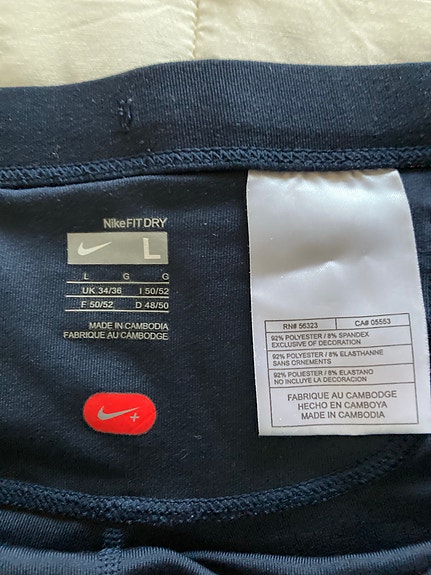 NikeFITDRY
L
L G G
UK 34/36 I 50/52
F 50/52 D 48/50
MADE IN CAMBODIA
FABRIQUE AU CAMBODGE
+
RN# 56323 CA# 05553
92% POLYESTER / 8% SPANDEX
EXCLUSIVE OF DECORATION
92% POLYESTER / 8% ELASTHANNE
SANS ORNEMENTS
92% POLIESTER / 8% ELASTANO
NO INCLUYE LA DECORACION
FABRIQUE AU CAMBODGE
HECHO EN CAMBOYA
MADE IN CAMBODIA